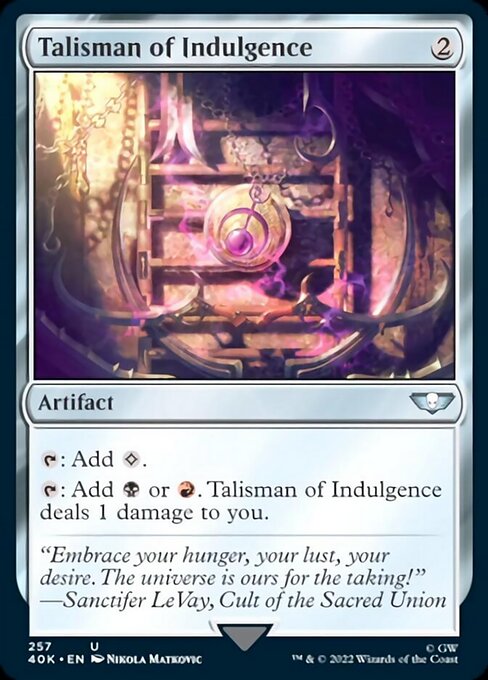 Talisman of Indulgence 2
Artifact
: Add .
: Add or . Talisman of Indulgence
deals 1 damage to you.
“Embrace your hunger, your lust, your
desire. The universe is ours for the taking!”
—Sanctifer LeVay, Cult of the Sacred Union
257 U © GW
40K • EN Nikola Matkovic ™ & © 2022 Wizards of the Coast